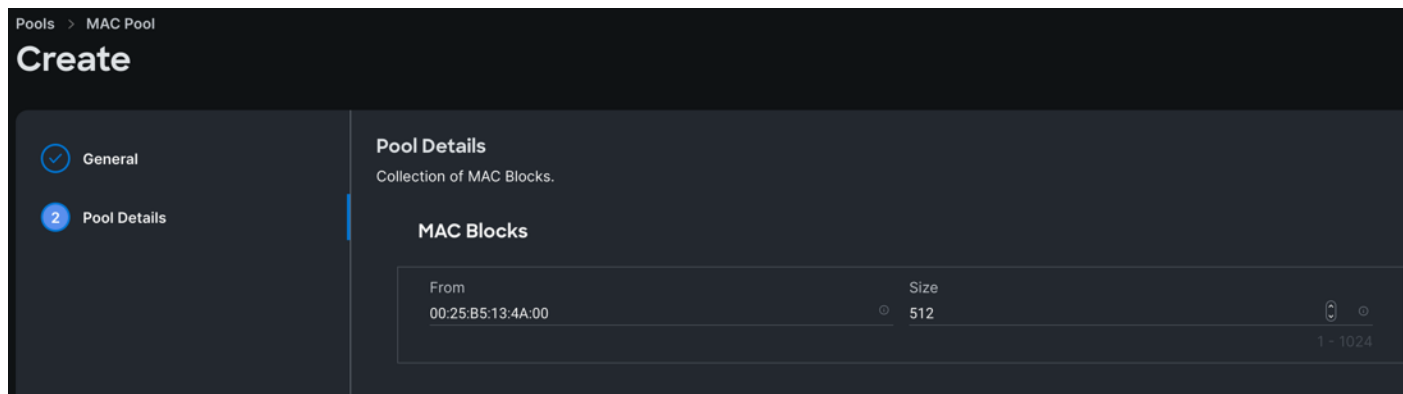 Pools > MAC Pool
Create
General
2 Pool Details
Pool Details
Collection of MAC Blocks.
MAC Blocks
From
00:25:B5:13:4A:00
Size
512
1 - 1024